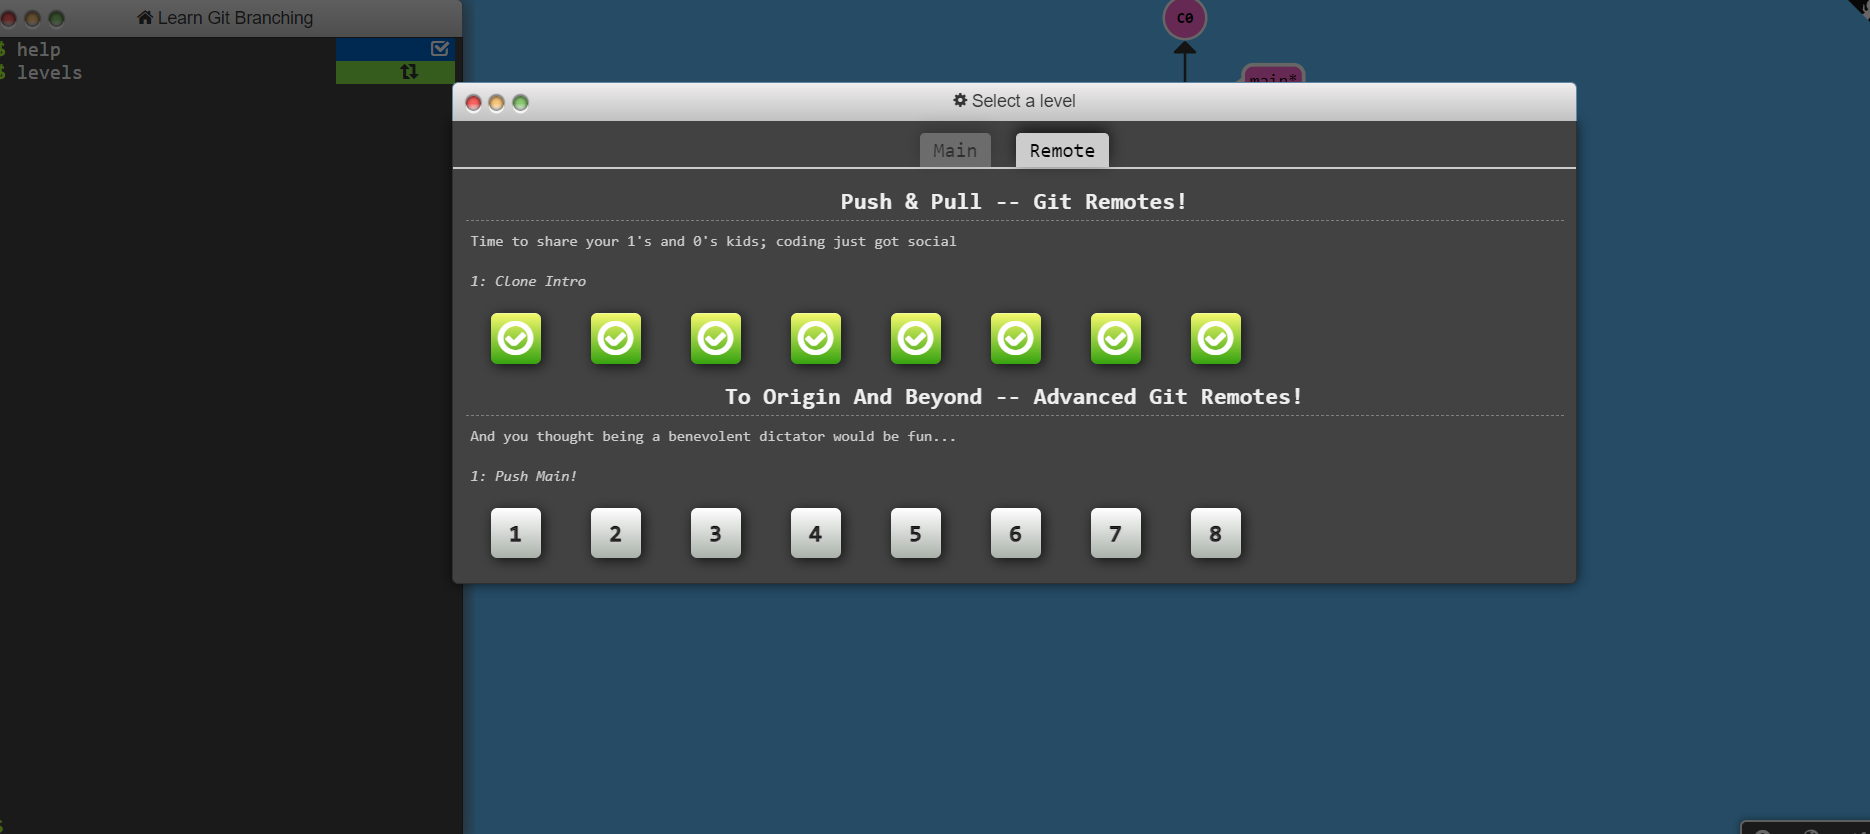 Learn Git Branching
$ help
$ levels
C0
main*
Select a level
Main
Remote
Push & Pull -- Git Remotes!
Time to share your 1's and 0's kids; coding just got social
1: Clone Intro
To Origin And Beyond -- Advanced Git Remotes!
And you thought being a benevolent dictator would be fun...
1: Push Main!
1 2 3 4 5 6 7 8
$